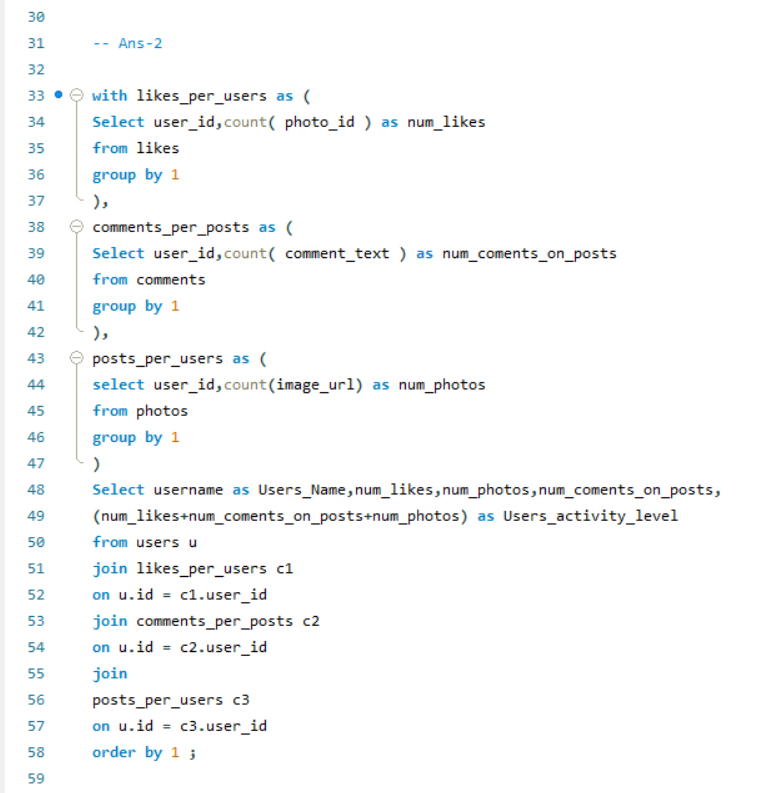 30
31 -- Ans-2
32
33 with likes_per_users as (
34 Select user_id,count( photo_id ) as num_likes
35 from likes
36 group by 1
37 ),
38 comments_per_posts as (
39 Select user_id,count( comment_text ) as num_coments_on_posts
40 from comments
41 group by 1
42 ),
43 posts_per_users as (
44 select user_id,count(image_url) as num_photos
45 from photos
46 group by 1
47 )
48 Select username as Users_Name,num_likes,num_photos,num_coments_on_posts,
49 (num_likes+num_coments_on_posts+num_photos) as Users_activity_level
50 from users u
51 join likes_per_users c1
52 on u.id = c1.user_id
53 join comments_per_posts c2
54 on u.id = c2.user_id
55 join
56 posts_per_users c3
57 on u.id = c3.user_id
58 order by 1 ;
59